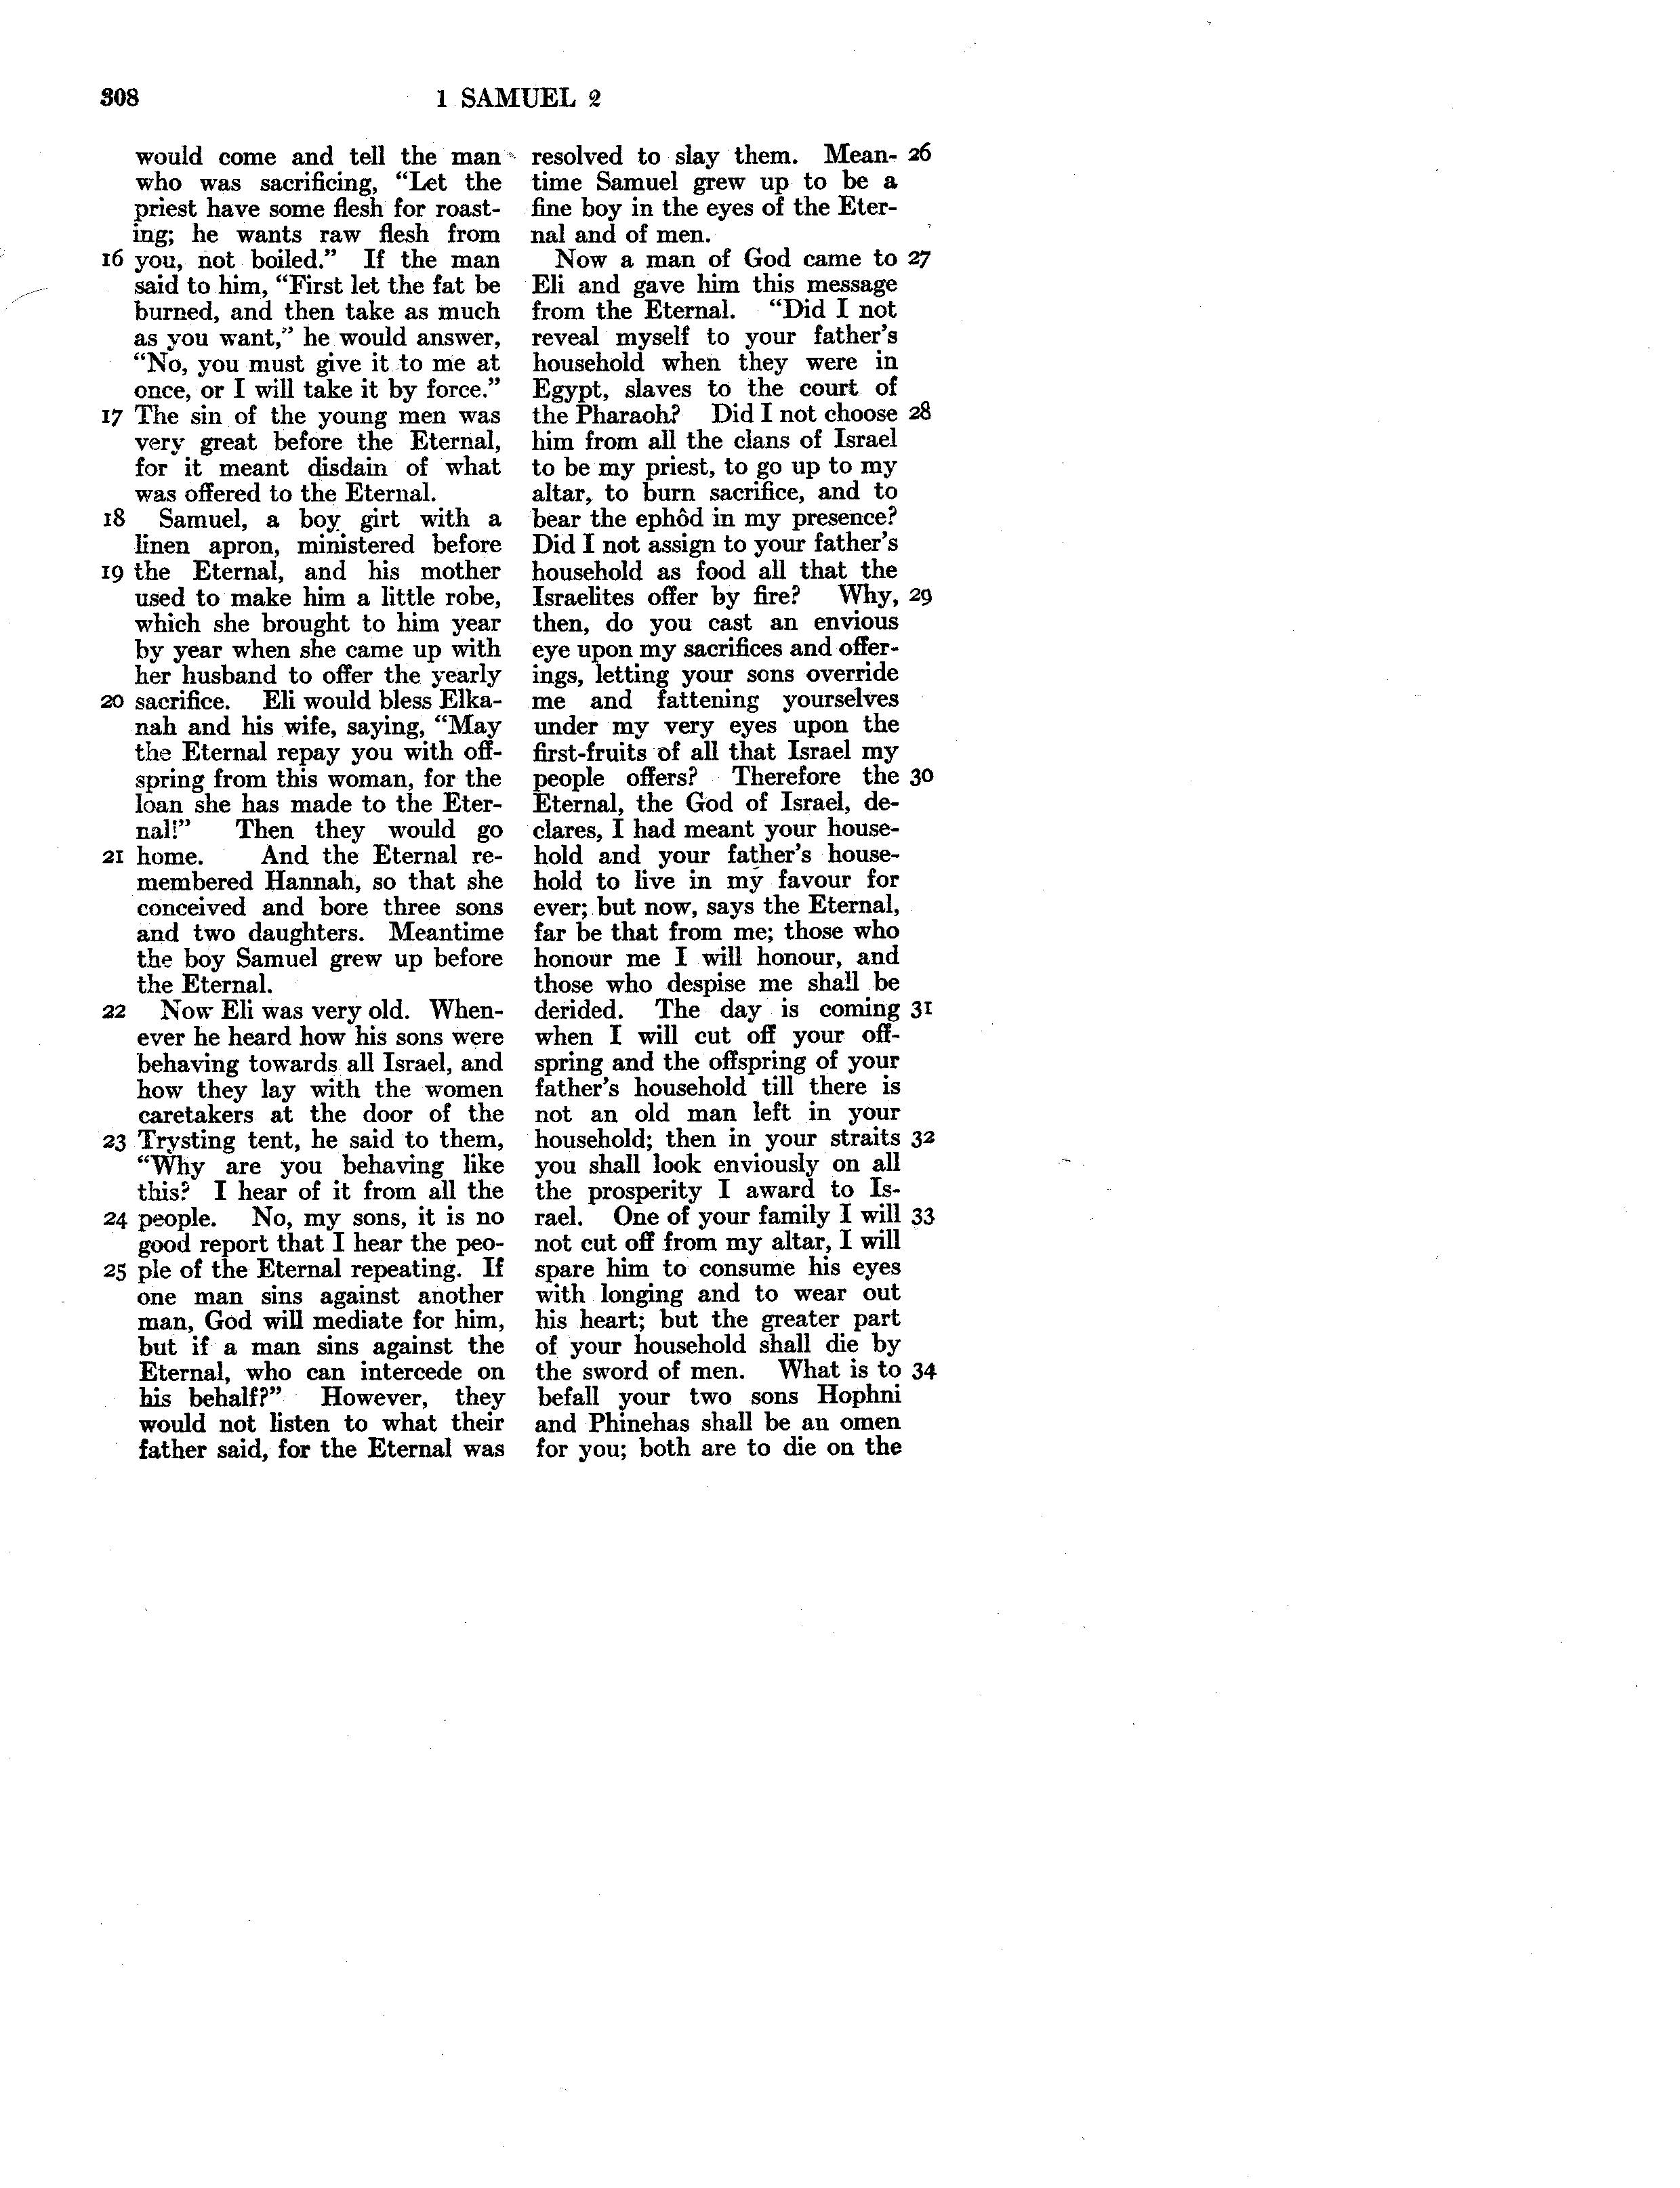 308
1 SAMUEL 2
would come and tell the man
who was sacrificing, “Let the
priest have some flesh for roast-
ing; he wants raw flesh from
16 you, not boiled.” If the man
said to him, “First let the fat be
burned, and then take as much
as you want,” he would answer,
“No, you must give it to me at
once, or I will take it by force.”
17 The sin of the young men was
very great before the Eternal,
for it meant disdain of what
was offered to the Eternal.
18 Samuel, a boy girt with a
linen apron, ministered before
19 the Eternal, and his mother
used to make him a little robe,
which she brought to him year
by year when she came up with
her husband to offer the yearly
20 sacrifice. Eli would bless Elka-
nah and his wife, saying, “May
the Eternal repay you with off-
spring from this woman, for the
loan she has made to the Eter-
nal!” Then they would go
21 home. And the Eternal re-
membered Hannah, so that she
conceived and bore three sons
and two daughters. Meantime
the boy Samuel grew up before
the Eternal.
22 Now Eli was very old. When-
ever he heard how his sons were
behaving towards all Israel, and
how they lay with the women
caretakers at the door of the
23 Trysting tent, he said to them,
“Why are you behaving like
this? I hear of it from all the
24 people. No, my sons, it is no
good report that I hear the peo-
25 ple of the Eternal repeating. If
one man sins against another
man, God will mediate for him,
but if a man sins against the
Eternal, who can intercede on
his behalf?” However, they
would not listen to what their
father said, for the Eternal was
resolved to slay them. Mean- 26
time Samuel grew up to be a
fine boy in the eyes of the Eter-
nal and of men.
Now a man of God came to 27
Eli and gave him this message
from the Eternal. “Did I not
reveal myself to your father’s
household when they were in
Egypt, slaves to the court of
the Pharaoh? Did I not choose 28
him from all the clans of Israel
to be my priest, to go up to my
altar, to burn sacrifice, and to
bear the ephôd in my presence?
Did I not assign to your father’s
household as food all that the
Israelites offer by fire? Why, 29
then, do you cast an envious
eye upon my sacrifices and offer-
ings, letting your sons override
me and fattening yourselves
under my very eyes upon the
first-fruits of all that Israel my
people offers? Therefore the 30
Eternal, the God of Israel, de-
clares, I had meant your house-
hold and your father’s house-
hold to live in my favour for
ever; but now, says the Eternal,
far be that from me; those who
honour me I will honour, and
those who despise me shall be
derided. The day is coming 31
when I will cut off your off-
spring and the offspring of your
father’s household till there is
not an old man left in your
household; then in your straits 32
you shall look enviously on all
the prosperity I award to Is-
rael. One of your family I will 33
not cut off from my altar, I will
spare him to consume his eyes
with longing and to wear out
his heart; but the greater part
of your household shall die by
the sword of men. What is to 34
befall your two sons Hophni
and Phinehas shall be an omen
for you; both are to die on the